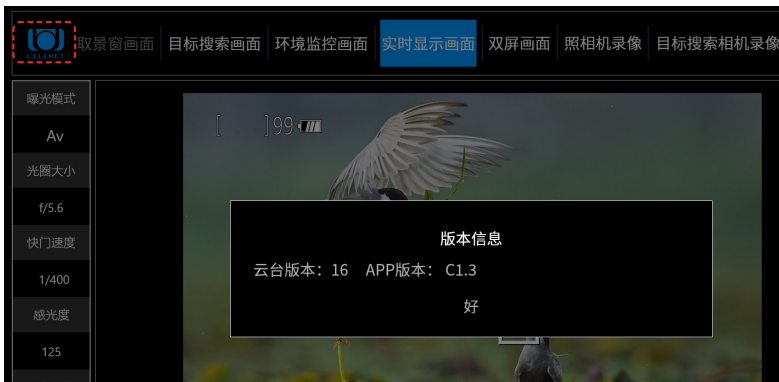 取景窗画面 目标搜索画面 环境监控画面 实时显示画面 双屏画面 照相机录像 目标搜索相机录像
曝光模式
Av
[ ]99
光圈大小
f/5.6
快门速度
1/400
感光度
125
版本信息
云台版本：16 APP版本： C1.3
好